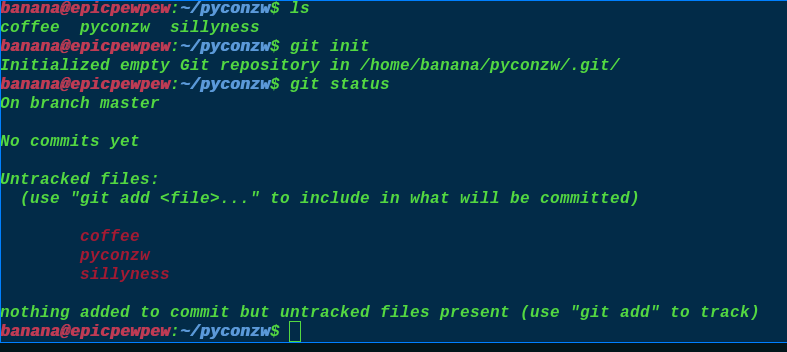 banana@epicpewpew:~/pyconzw$ ls
coffee  pyconzw  sillyness
banana@epicpewpew:~/pyconzw$ git init
Initialized empty Git repository in /home/banana/pyconzw/.git/
banana@epicpewpew:~/pyconzw$ git status
On branch master
No commits yet
Untracked files:
  (use "git add <file>..." to include in what will be committed)
        coffee
        pyconzw
        sillyness
nothing added to commit but untracked files present (use "git add" to track)
banana@epicpewpew:~/pyconzw$